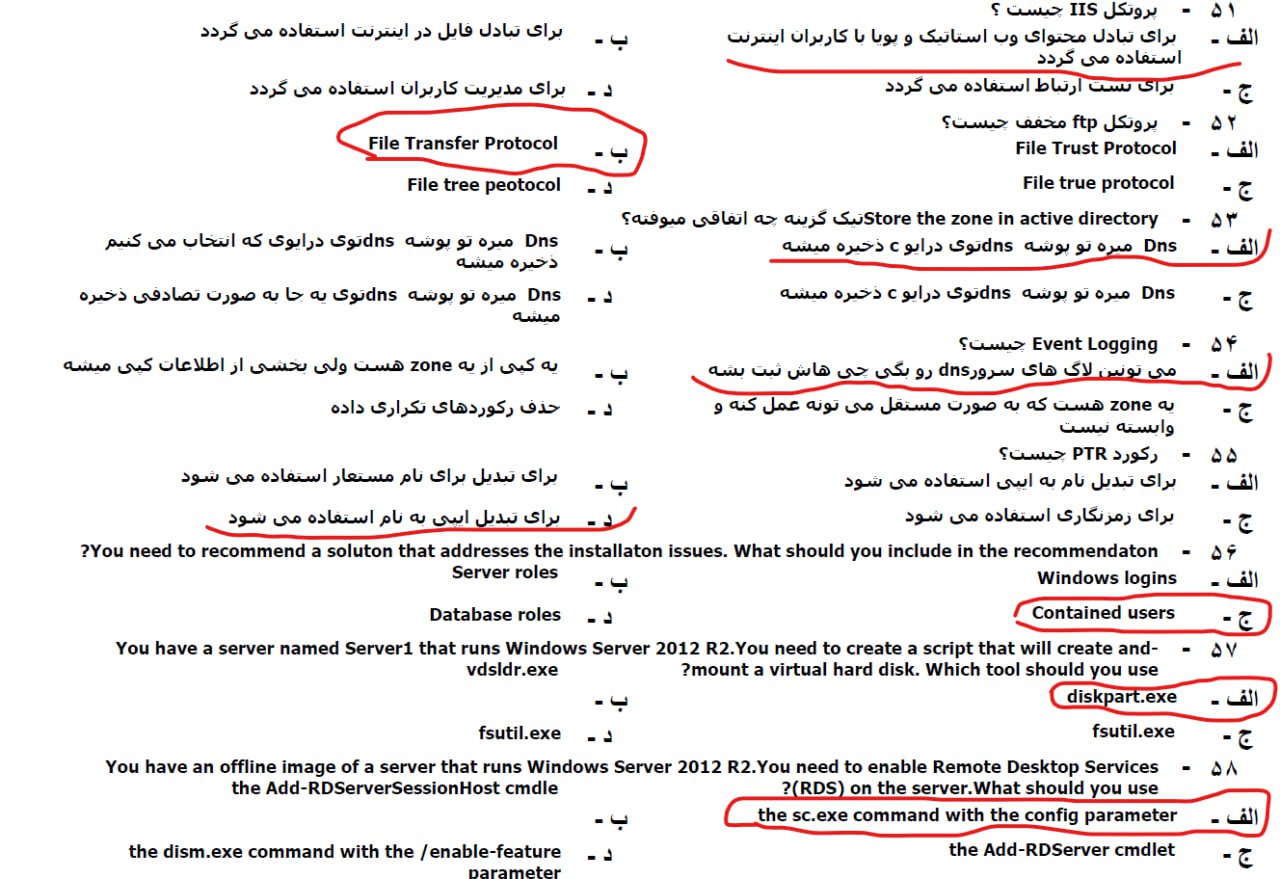 ۵۱ - پروتکل IIS چیست ؟
الف - برای تبادل محتوای وب استاتیک و پویا با کاربران اینترنت
استفاده می گردد
ب - برای تبادل فایل در اینترنت استفاده می گردد
ج - برای تست ارتباط استفاده می گردد
د - برای مدیریت کاربران استفاده می گردد
۵۲ - پروتکل ftp مخفف چیست؟
الف - File Trust Protocol
ب - File Transfer Protocol
ج - File true protocol
د - File tree peotocol
۵۳ - Store the zone in active directoryتیک گزینه چه اتفاقی میوفته؟
الف - Dns میره تو پوشه dnsتوی درایو c ذخیره میشه
ب - Dns میره تو پوشه dnsتوی درایوی که انتخاب می کنیم
ذخیره میشه
ج - Dns میره تو پوشه dnsتوی درایو c ذخیره میشه
د - Dns میره تو پوشه dnsتوی یه جا به صورت تصادفی ذخیره
میشه
۵۴ - Event Logging چیست؟
الف - می تونین لاگ های سرورdns رو بگی چی هاش ثبت بشه
ب - یه کپی از یه zone هست ولی بخشی از اطلاعات کپی میشه
ج - یه zone هست که به صورت مستقل می تونه عمل کنه و
وابسته نیست
د - حذف رکوردهای تکراری داده
۵۵ - رکورد PTR چیست؟
الف - برای تبدیل نام به ایپی استفاده می شود
ب - برای تبدیل برای نام مستعار استفاده می شود
ج - برای زمزنگاری استفاده می شود
د - برای تبدیل ایپی به نام استفاده می شود
۵۶ - You need to recommend a soluton that addresses the installaton issues. What should you include in the recommendaton?
الف - Windows logins
ب - Server roles
ج - Contained users
د - Database roles
۵۷ - You have a server named Server1 that runs Windows Server 2012 R2.You need to create a script that will create and-
mount a virtual hard disk. Which tool should you use?
الف - diskpart.exe
ب - vdsldr.exe
ج - fsutil.exe
د - fsutil.exe
۵۸ - You have an offline image of a server that runs Windows Server 2012 R2.You need to enable Remote Desktop Services
(RDS) on the server.What should you use?
الف - the sc.exe command with the config parameter
ب - the Add-RDServerSessionHost cmdle
ج - the Add-RDServer cmdlet
د - the dism.exe command with the /enable-feature
parameter